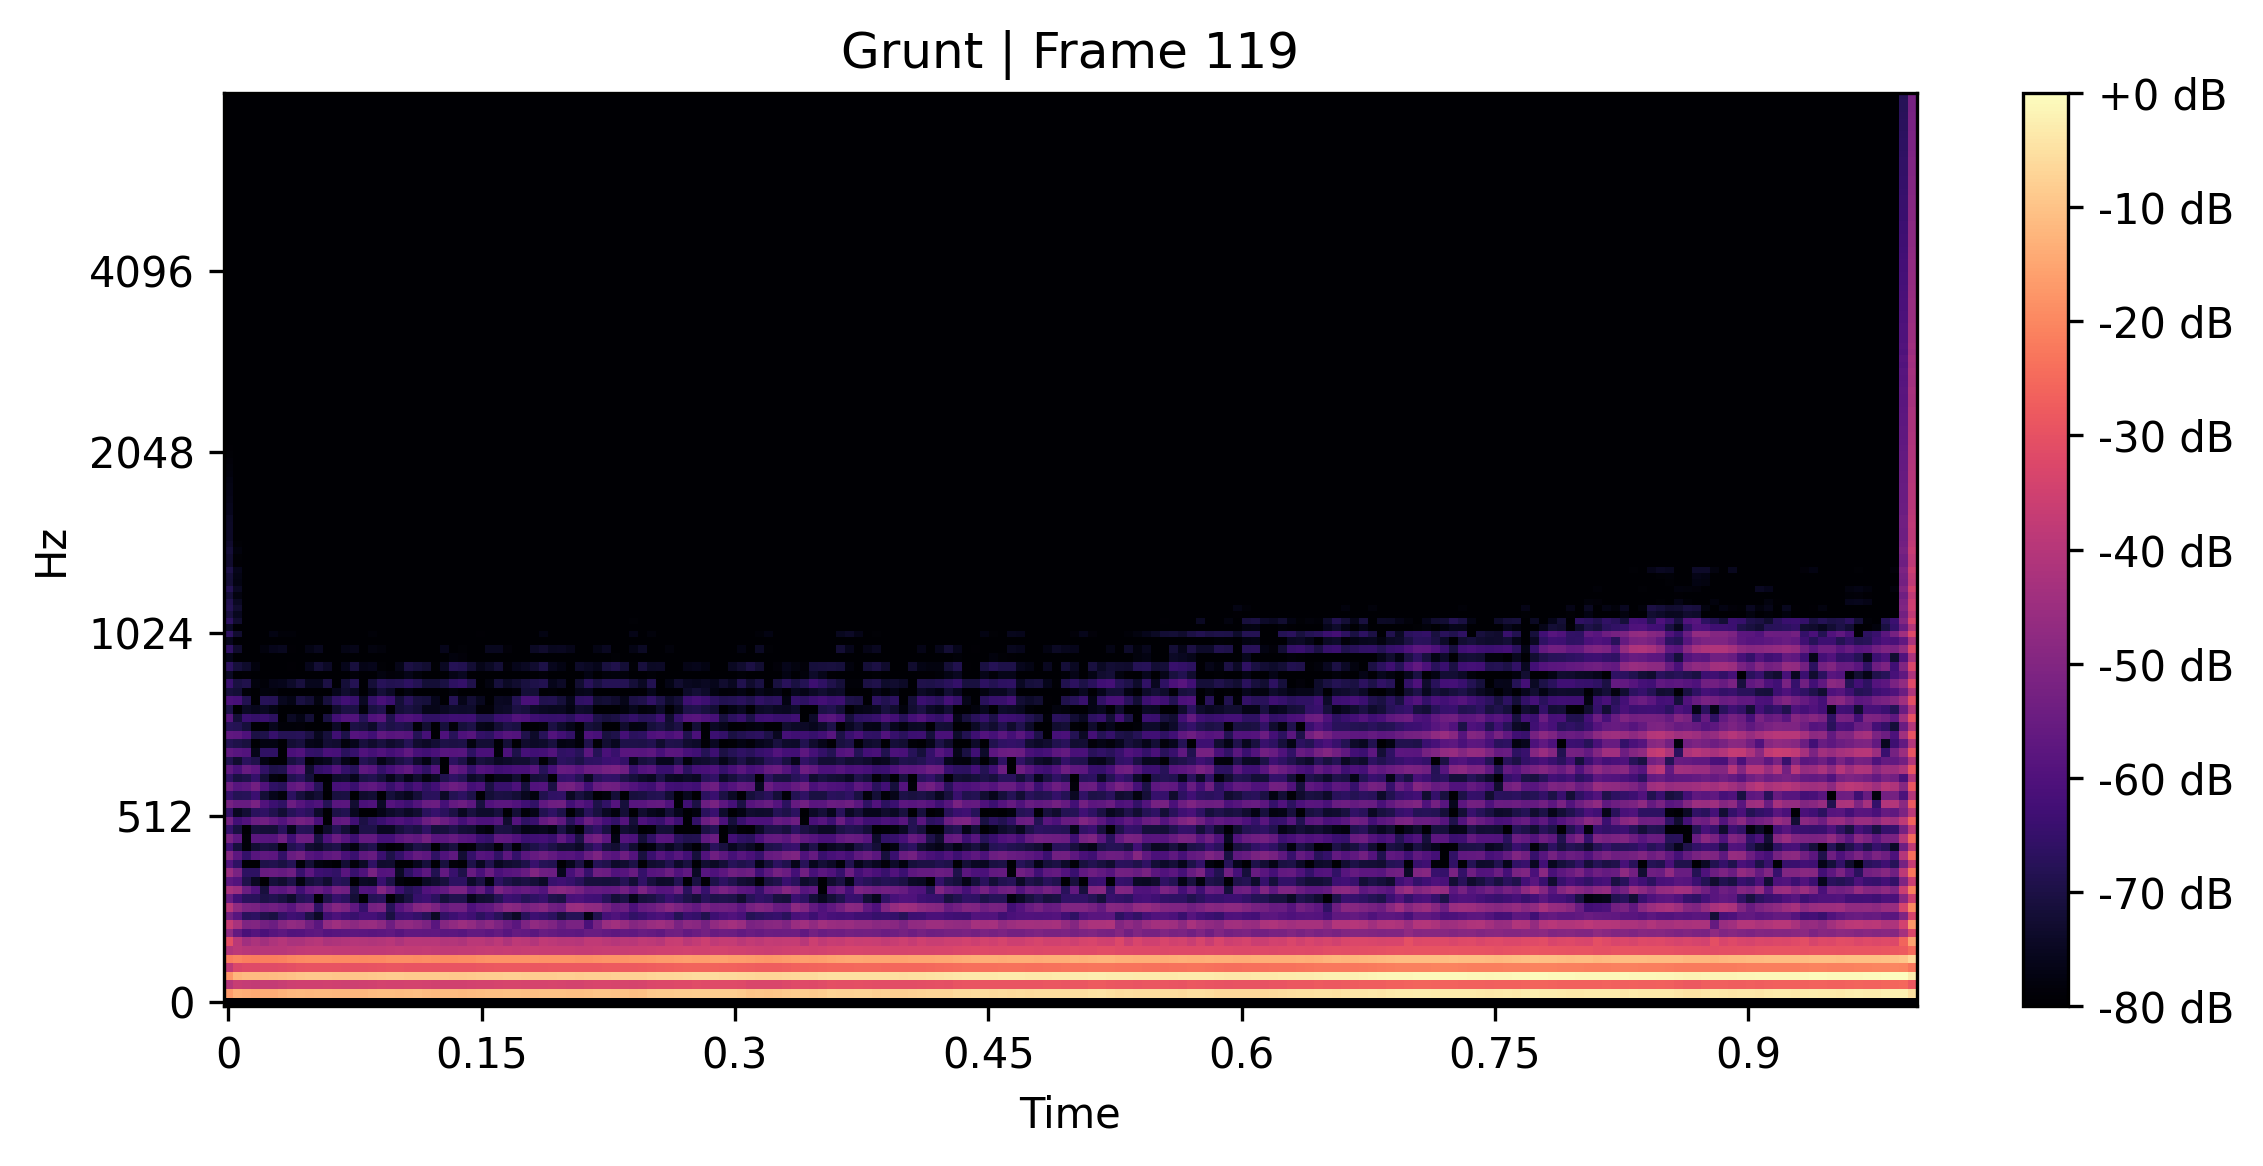 Grunt | Frame 119
Hz
4096
2048
1024
512
0
0 0.15 0.3 0.45 0.6 0.75 0.9
Time
+0 dB
-10 dB
-20 dB
-30 dB
-40 dB
-50 dB
-60 dB
-70 dB
-80 dB